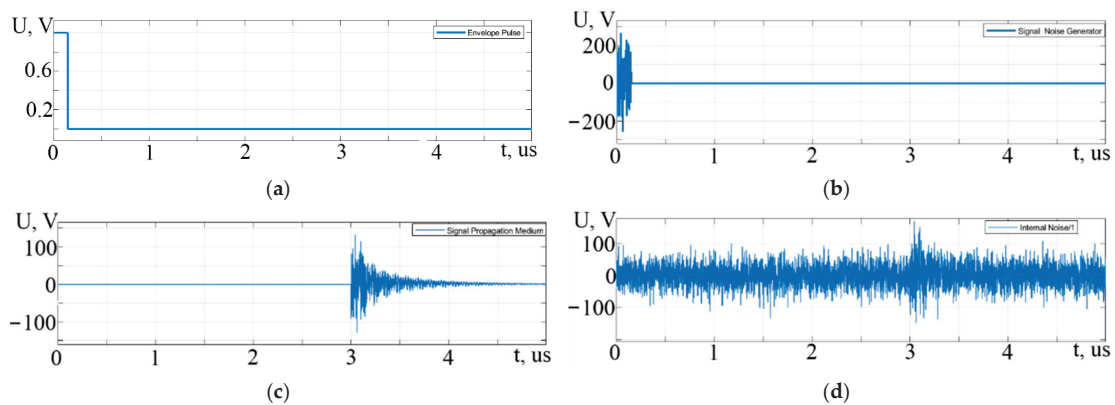 U, V
Envelope Pulse
0.6
0.2
0 1 2 3 4 t, us
(a)
U, V
Signal Noise Generator
200
0
−200
0 1 2 3 4 t, us
(b)
U, V
Signal Propagation Medium
100
0
−100
0 1 2 3 4 t, us
(c)
U, V
Internal Noise/1
100
0
−100
0 1 2 3 4 t, us
(d)